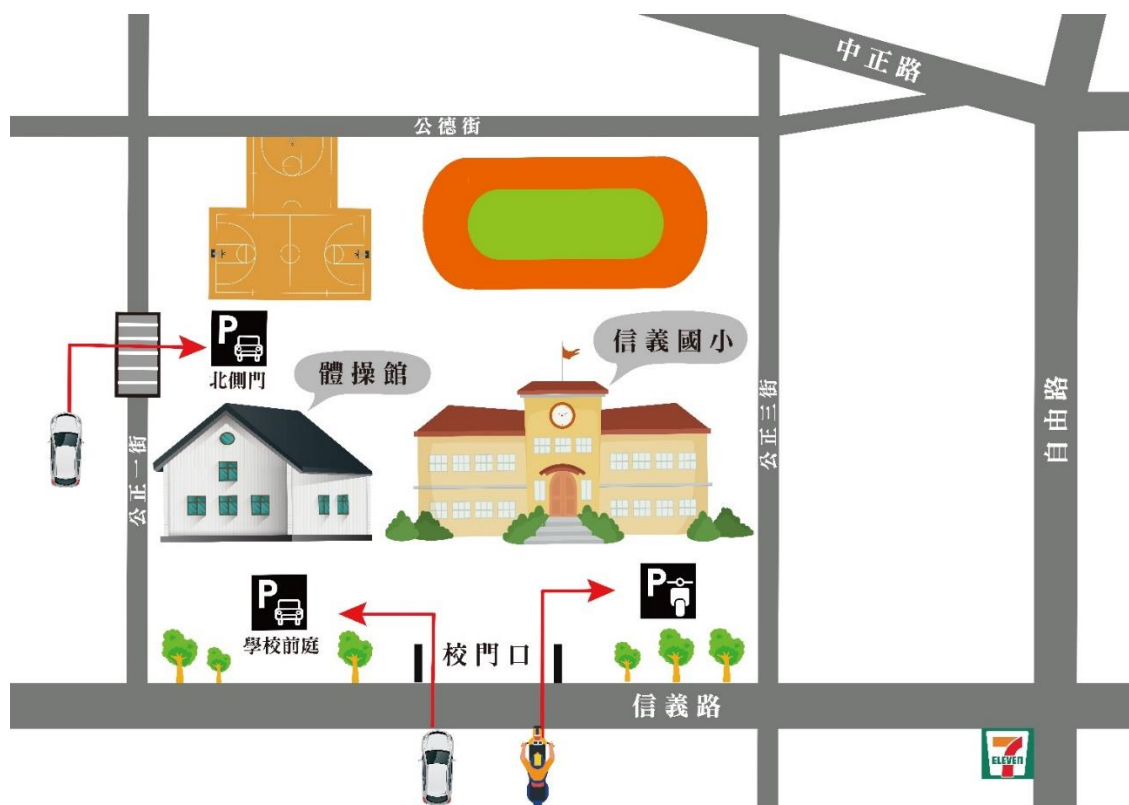 中正路
公德街
信義國小
P
北側門
體操館
公正一街
公正三街
自由路
P
學校前庭
P
校門口
信義路
7
ELEVEN